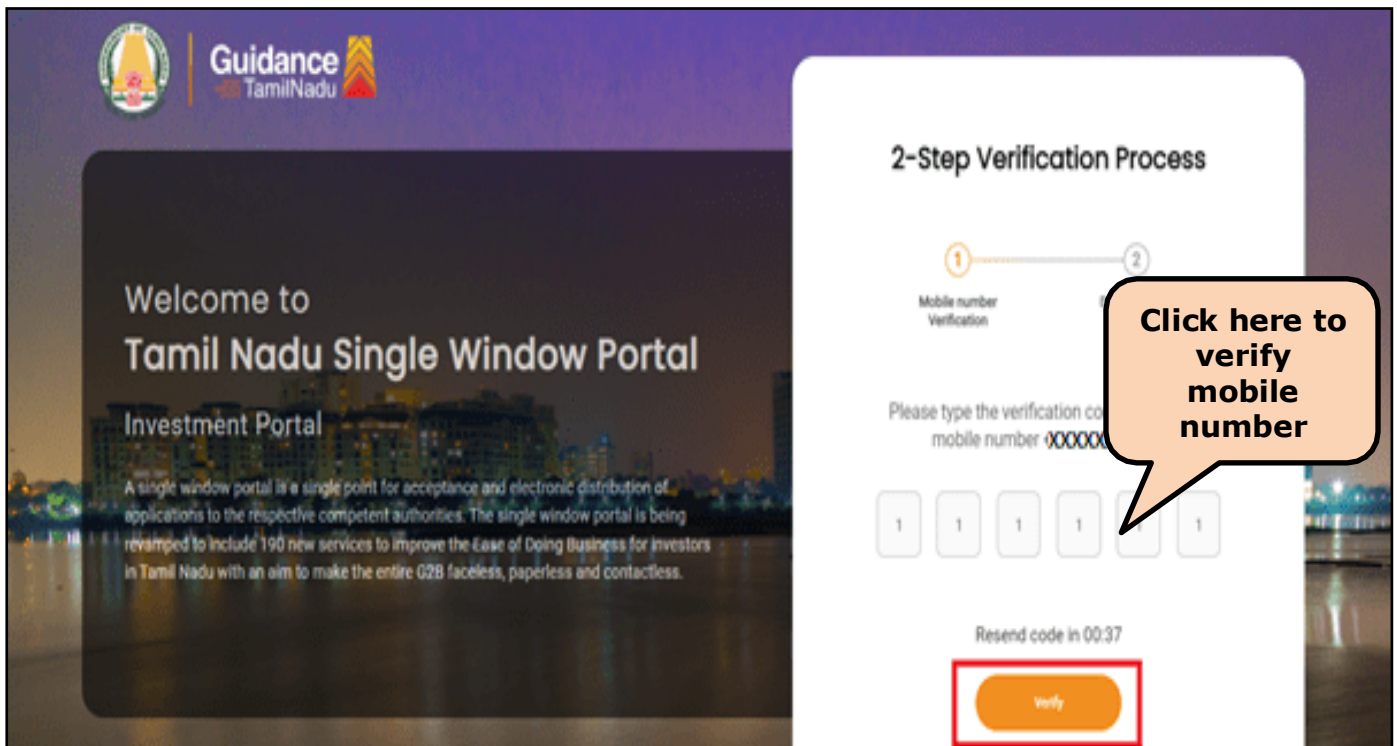 Guidance
TamilNadu
Welcome to
Tamil Nadu Single Window Portal
Investment Portal
A single window portal is a single point for acceptance and electronic distribution of
applications to the respective competent authorities. The single window portal is being
revamped to include 190 new services to improve the Ease of Doing Business for investors
in Tamil Nadu with an aim to make the entire G2B faceless, paperless and contactless.
2-Step Verification Process
1
2
Mobile number
Verification
Click here to
verify
mobile
number
Please type the verification
mobile number
1 1 1 1 1 1
Resend code in 00:37
Verify